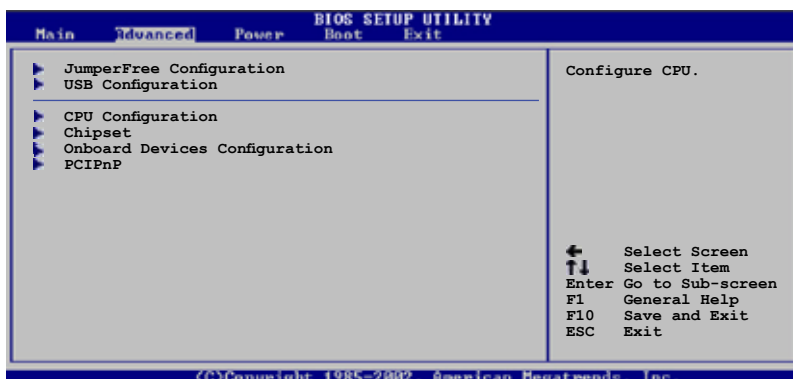 BIOS SETUP UTILITY
Main Advanced Power Boot Exit
JumperFree Configuration
USB Configuration
CPU Configuration
Chipset
Onboard Devices Configuration
PCIPnP
Configure CPU.
Select Screen
Select Item
Enter Go to Sub-screen
F1 General Help
F10 Save and Exit
ESC Exit
(C)Copyright 1985-2002, American Megatrends, Inc.